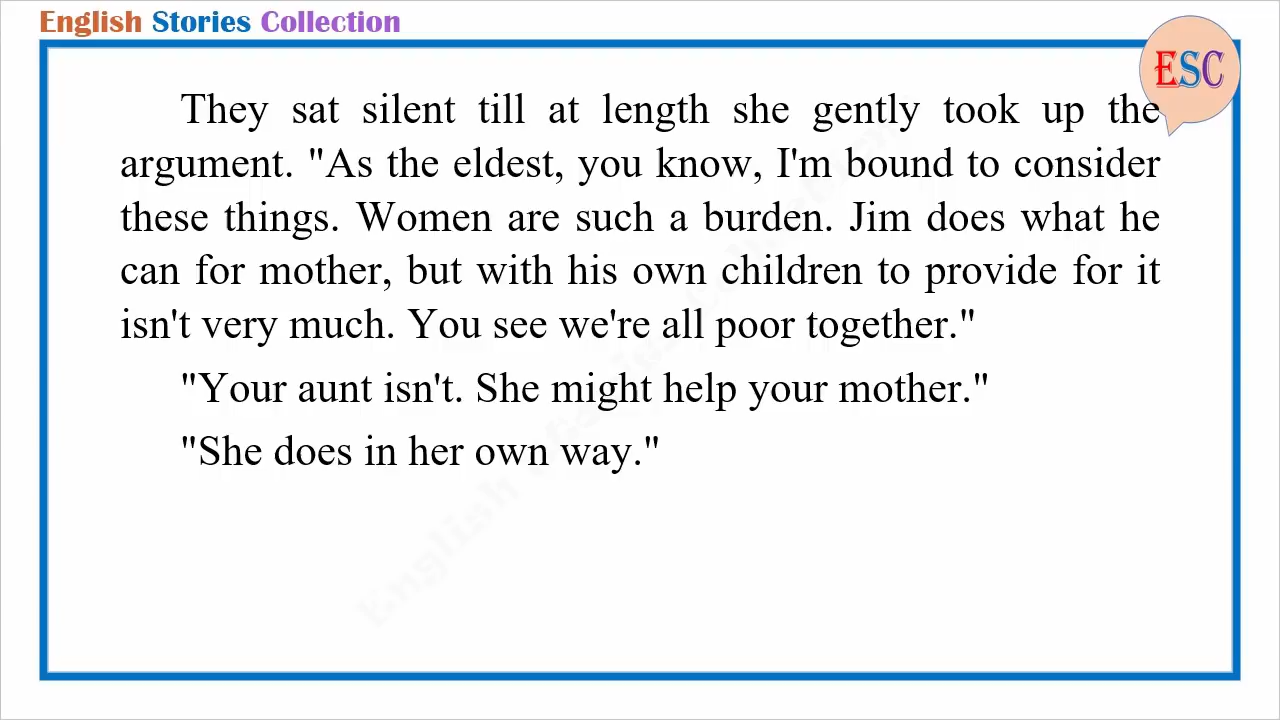 English Stories Collection
ESC
They sat silent till at length she gently took up the
argument. "As the eldest, you know, I'm bound to consider
these things. Women are such a burden. Jim does what he
can for mother, but with his own children to provide for it
isn't very much. You see we're all poor together."
"Your aunt isn't. She might help your mother."
"She does in her own way."